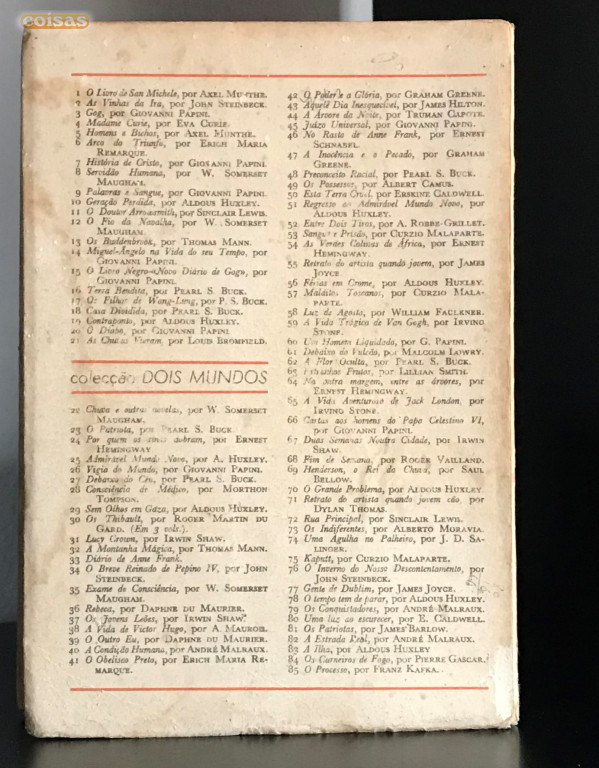 coisas
1 O Livro de San Michele, por AXEL MUNTHE.
2 As Vinhas da Ira, por JOHN STEINBECK.
3 Gog, por GIOVANNI PAPINI.
4 Madame Curie, por EVA CURIE.
5 Homens e Bichos, por AXEL MUNTHE.
6 Arco do Triunfo, por ERICH MARIA
REMARQUE.
7 História de Cristo, por GIOVANNI PAPINI.
8 Servidão Humana, por W. SOMERSET
MAUGHAM.
9 Palavras e Sangue, por GIOVANNI PAPINI.
10 Geração Perdida, por ALDOUS HUXLEY.
11 O Doutor Arrowsmith, por SINCLAIR LEWIS.
12 O Fio da Navalha, por W. SOMERSET
MAUGHAM.
13 Os Buddenbrook, por THOMAS MANN.
14 Miguel-Ângelo na Vida do seu Tempo, por
GIOVANNI PAPINI.
15 O Livro Negro-«Novo Diário de Gog», por
GIOVANNI PAPINI.
16 Terra Bendita, por PEARL S. BUCK.
17 Os Filhos de Wang-Lung, por P. S. BUCK.
18 Casa Dividida, por PEARL S. BUCK.
19 Contraponto, por ALDOUS HUXLEY.
20 O Diabo, por GIOVANNI PAPINI.
21 As Chuvas Vieram, por LOUIS BROMFIELD.
colecção DOIS MUNDOS
22 Chuva e outras novelas, por W. SOMERSET
MAUGHAM.
23 O Patriota, por PEARL S. BUCK
24 Por quem os sinos dobram, por ERNEST
HEMINGWAY
25 Admirável Mundo Novo, por A. HUXLEY.
26 Vigia do Mundo, por GIOVANNI PAPINI.
27 Debaixo do Céu, por PEARL S. BUCK.
28 Consciência de Médico, por MORTHON
TOMPSON.
29 Sem Olhos em Gaza, por ALDOUS HUXLEY.
30 Os Thibault, por ROGER MARTIN DU
GARD. (Em 3 vols.).
31 Lucy Crown, por IRWIN SHAW.
32 A Montanha Mágica, por THOMAS MANN.
33 Diário de Anne Frank.
34 O Breve Reinado de Pepino IV, por JOHN
STEINBECK.
35 Exame de Consciência, por W. SOMERSET
MAUGHAM.
36 Rebeca, por DAPHNE DU MAURIER.
37 Os Jovens Leões, por IRWIN SHAW.
38 A Vida de Victor Hugo, por A. MAUROIS.
39 O Outro Eu, por DAPHNE DU MAURIER.
40 A Condição Humana, por ANDRÉ MALRAUX.
41 O Obelisco Preto, por ERICH MARIA RE-
MARQUE.
42 O Poder e a Glória, por GRAHAM GREENE.
43 Aquele Dia Inesquecível, por JAMES HILTON.
44 A Árvore da Noite, por TRUMAN CAPOTE.
45 Juízo Universal, por GIOVANNI PAPINI.
46 No Rasto de Anne Frank, por ERNEST
SCHNABEL.
47 A Inocência e o Pecado, por GRAHAM
GREENE.
48 Preconceito Racial, por PEARL S. BUCK.
49 Os Possessos, por ALBERT CAMUS.
50 Esta Terra Cruel, por ERSKINE CALDWELL.
51 Regresso ao Admirável Mundo Novo, por
ALDOUS HUXLEY.
52 Entre Dois Tiros, por A. ROBBE-GRILLET.
53 Sangue e Prisão, por CURZIO MALAPARTE.
54 As Verdes Colinas de África, por ERNEST
HEMINGWAY.
55 Retrato do artista quando jovem, por JAMES
JOYCE
56 Férias em Crome, por ALDOUS HUXLEY.
57 Malditos Toscanos, por CURZIO MALA-
PARTE.
58 Luz de Agosto, por WILLIAM FAULKNER.
59 A Vida Trágica de Van Gogh, por IRVING
STONE.
60 Um Homem Liquidado, por G. PAPINI.
61 Debaixo do Vulcão, por MALCOLM LOWRY.
62 A Flor Oculta, por PEARL S. BUCK.
63 Estranhos Frutos, por LILLIAN SMITH.
64 Na outra margem, entre as árvores, por
ERNEST HEMINGWAY.
65 A Vida Aventurosa de Jack London, por
IRVING STONE.
66 Cartas aos homens do Papa Celestino VI,
por GIOVANNI PAPINI.
67 Duas Semanas Noutra Cidade, por IRWIN
SHAW.
68 Fim de Semana, por ROGER VAILLAND.
69 Henderson, o Rei da Chuva, por SAUL
BELLOW.
70 O Grande Problema, por ALDOUS HUXLEY.
71 Retrato do artista quando jovem cão, por
DYLAN THOMAS.
72 Rua Principal, por SINCLAIR LEWIS.
73 Os Indiferentes, por ALBERTO MORAVIA.
74 Uma Agulha no Palheiro, por J. D. SA-
LINGER.
75 Kaputt, por CURZIO MALAPARTE.
76 O Inverno do Nosso Descontentamento, por
JOHN STEINBECK.
77 Gente de Dublim, por JAMES JOYCE.
78 O tempo tem de parar, por ALDOUS HUXLEY.
79 Os Conquistadores, por ANDRÉ MALRAUX.
80 Uma luz ao escurecer, por E. CALDWELL.
81 Os Patriotas, por JAMES BARLOW.
82 A Estrada Real, por ANDRÉ MALRAUX.
83 A Ilha, por ALDOUS HUXLEY
84 Os Carneiros de Fogo, por PIERRE GASCAR.
85 O Processo, por FRANZ KAFKA.